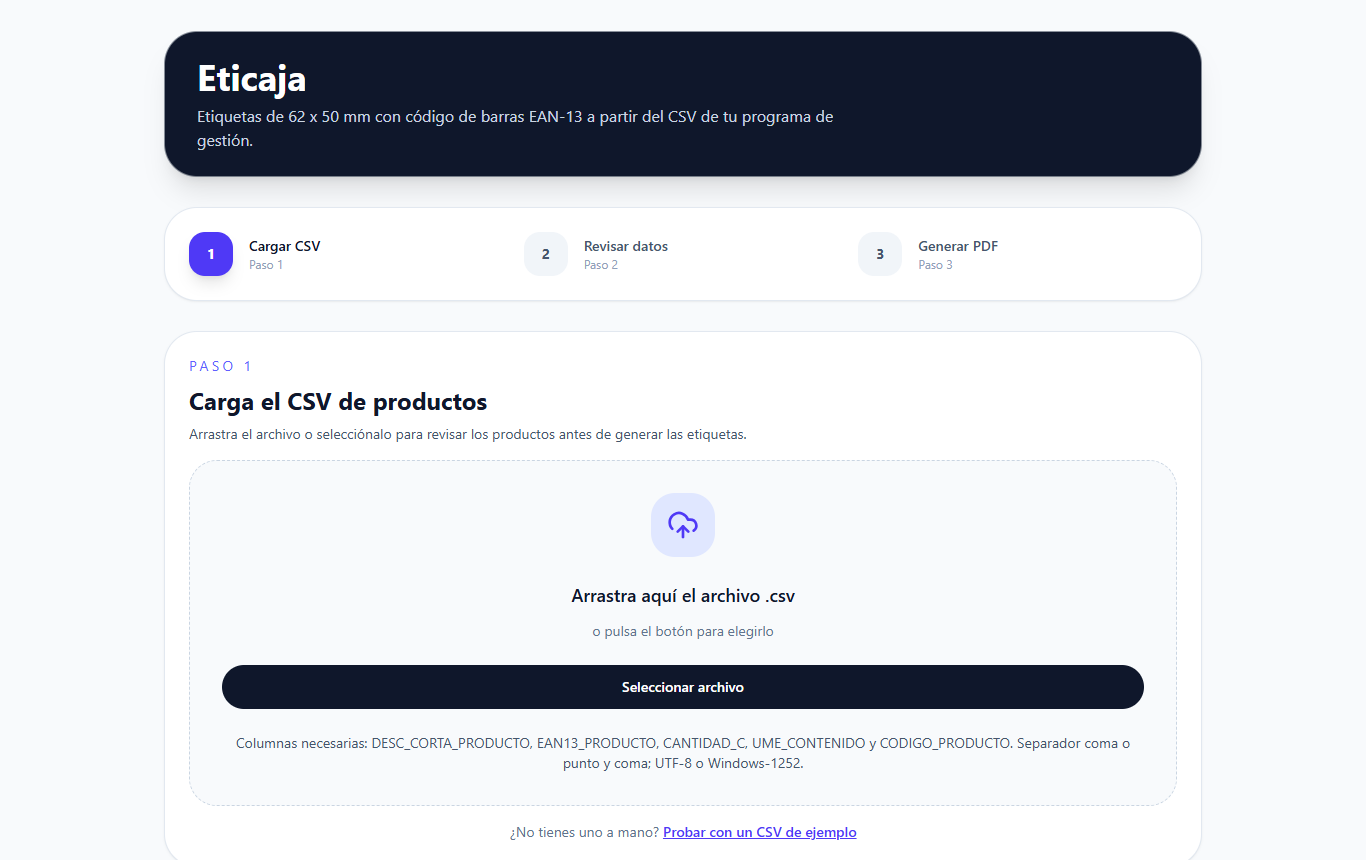 Eticaja
Etiquetas de 62 x 50 mm con código de barras EAN-13 a partir del CSV de tu programa de
gestión.
1
Cargar CSV
Paso 1
2
Revisar datos
Paso 2
3
Generar PDF
Paso 3
PASO 1
Carga el CSV de productos
Arrastra el archivo o selecciónalo para revisar los productos antes de generar las etiquetas.
Arrastra aquí el archivo .csv
o pulsa el botón para elegirlo
Seleccionar archivo
Columnas necesarias: DESC_CORTA_PRODUCTO, EAN13_PRODUCTO, CANTIDAD_C, UME_CONTENIDO y CODIGO_PRODUCTO. Separador coma o
punto y coma; UTF-8 o Windows-1252.
¿No tienes uno a mano? Probar con un CSV de ejemplo